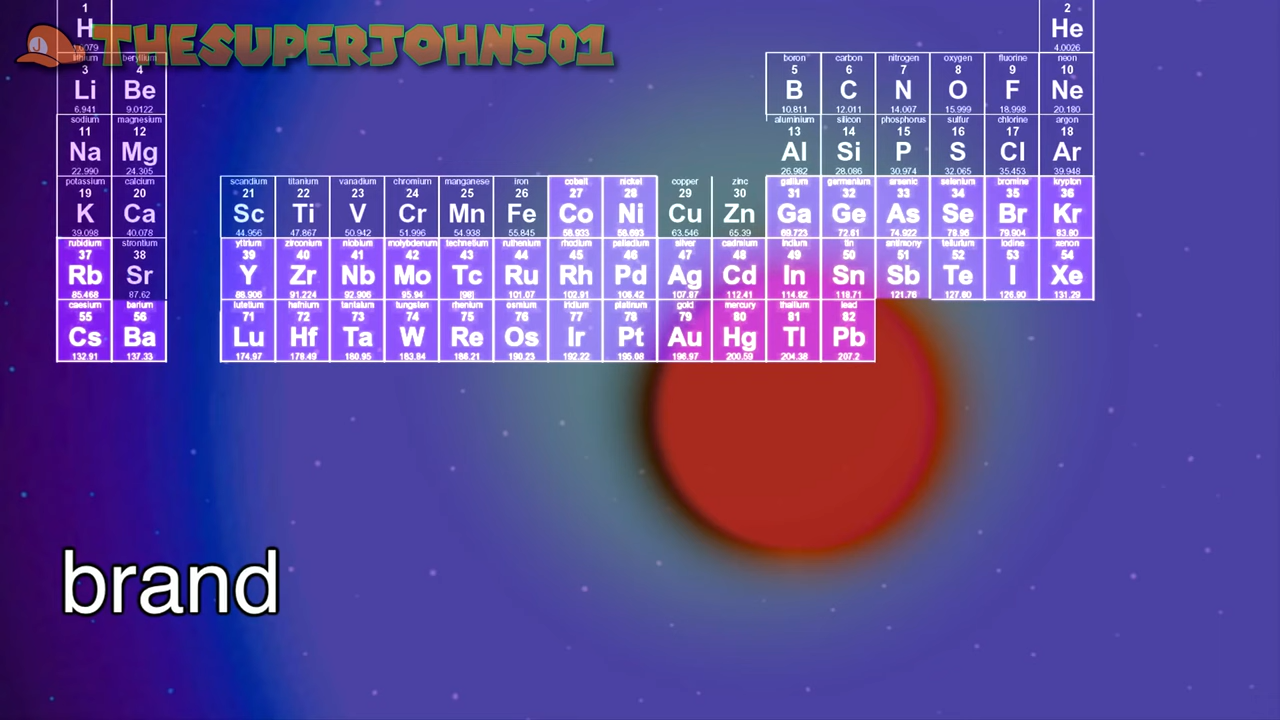 1 2
H He
1.0079 4.0026
THESUPERJOHN501
lithium beryllium boron carbon nitrogen oxygen fluorine neon
3 4 5 6 7 8 9 10
Li Be B C N O F Ne
6.941 9.0122 10.811 12.011 14.007 15.999 18.998 20.180
sodium magnesium aluminium silicon phosphorus sulfur chlorine argon
11 12 13 14 15 16 17 18
Na Mg Al Si P S Cl Ar
22.990 24.305 26.982 28.086 30.974 32.065 35.453 39.948
potassium calcium scandium titanium vanadium chromium manganese iron cobalt nickel copper zinc gallium germanium arsenic selenium bromine krypton
19 20 21 22 23 24 25 26 27 28 29 30 31 32 33 34 35 36
K Ca Sc Ti V Cr Mn Fe Co Ni Cu Zn Ga Ge As Se Br Kr
39.098 40.078 44.956 47.867 50.942 51.996 54.938 55.845 58.933 58.693 63.546 65.39 69.723 72.61 74.922 78.96 79.904 83.80
rubidium strontium yttrium zirconium niobium molybdenum technetium ruthenium rhodium palladium silver cadmium indium tin antimony tellurium iodine xenon
37 38 39 40 41 42 43 44 45 46 47 48 49 50 51 52 53 54
Rb Sr Y Zr Nb Mo Tc Ru Rh Pd Ag Cd In Sn Sb Te I Xe
85.468 87.62 88.906 91.224 92.906 95.94 [98] 101.07 102.91 106.42 107.87 112.41 114.82 118.71 121.76 127.60 126.90 131.29
caesium barium lutetium hafnium tantalum tungsten rhenium osmium iridium platinum gold mercury thallium lead
55 56 71 72 73 74 75 76 77 78 79 80 81 82
Cs Ba Lu Hf Ta W Re Os Ir Pt Au Hg Tl Pb
132.91 137.33 174.97 178.49 180.95 183.84 186.21 190.23 192.22 195.08 196.97 200.59 204.38 207.2
brand